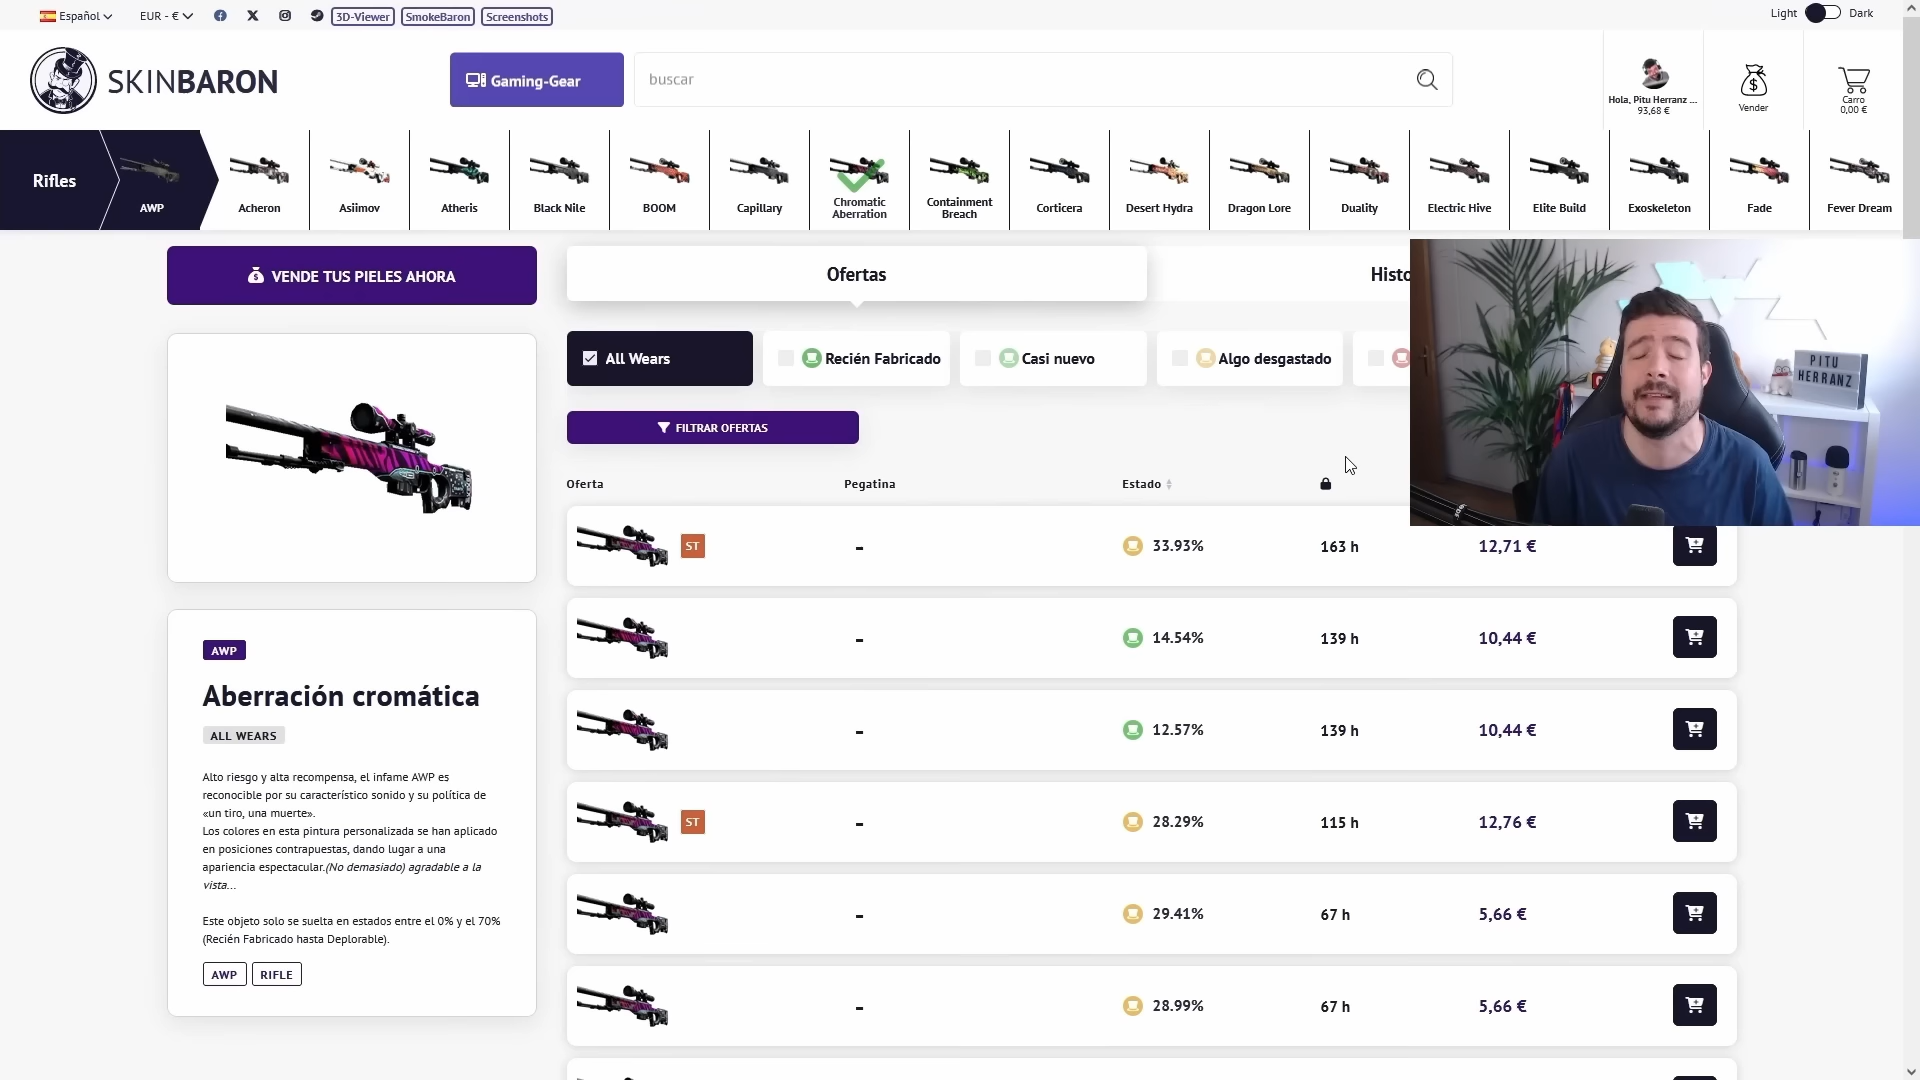 Español
EUR - €
3D-Viewer
SmokeBaron
Screenshots
Light
Dark
SKINBARON
Gaming-Gear
buscar
Hola, Pitu Herranz ...
93,68 €
Vender
Carro
0,00 €
Rifles
AWP
Acheron
Asiimov
Atheris
Black Nile
BOOM
Capillary
Chromatic
Aberration
Containment
Breach
Corticera
Desert Hydra
Dragon Lore
Duality
Electric Hive
Elite Build
Exoskeleton
Fade
Fever Dream
VENDE TUS PIELES AHORA
Ofertas
Histo
All Wears
Recién Fabricado
Casi nuevo
Algo desgastado
PITU
HERRANZ
FILTRAR OFERTAS
Oferta
Pegatina
Estado
ST
-
33.93%
163 h
12,71 €
-
14.54%
139 h
10,44 €
-
12.57%
139 h
10,44 €
ST
-
28.29%
115 h
12,76 €
-
29.41%
67 h
5,66 €
-
28.99%
67 h
5,66 €
AWP
Aberración cromática
ALL WEARS
Alto riesgo y alta recompensa, el infame AWP es
reconocible por su característico sonido y su política de
«un tiro, una muerte».
Los colores en esta pintura personalizada se han aplicado
en posiciones contrapuestas, dando lugar a una
apariencia espectacular.(No demasiado) agradable a la
vista...
Este objeto solo se suelta en estados entre el 0% y el 70%
(Recién Fabricado hasta Deplorable).
AWP
RIFLE